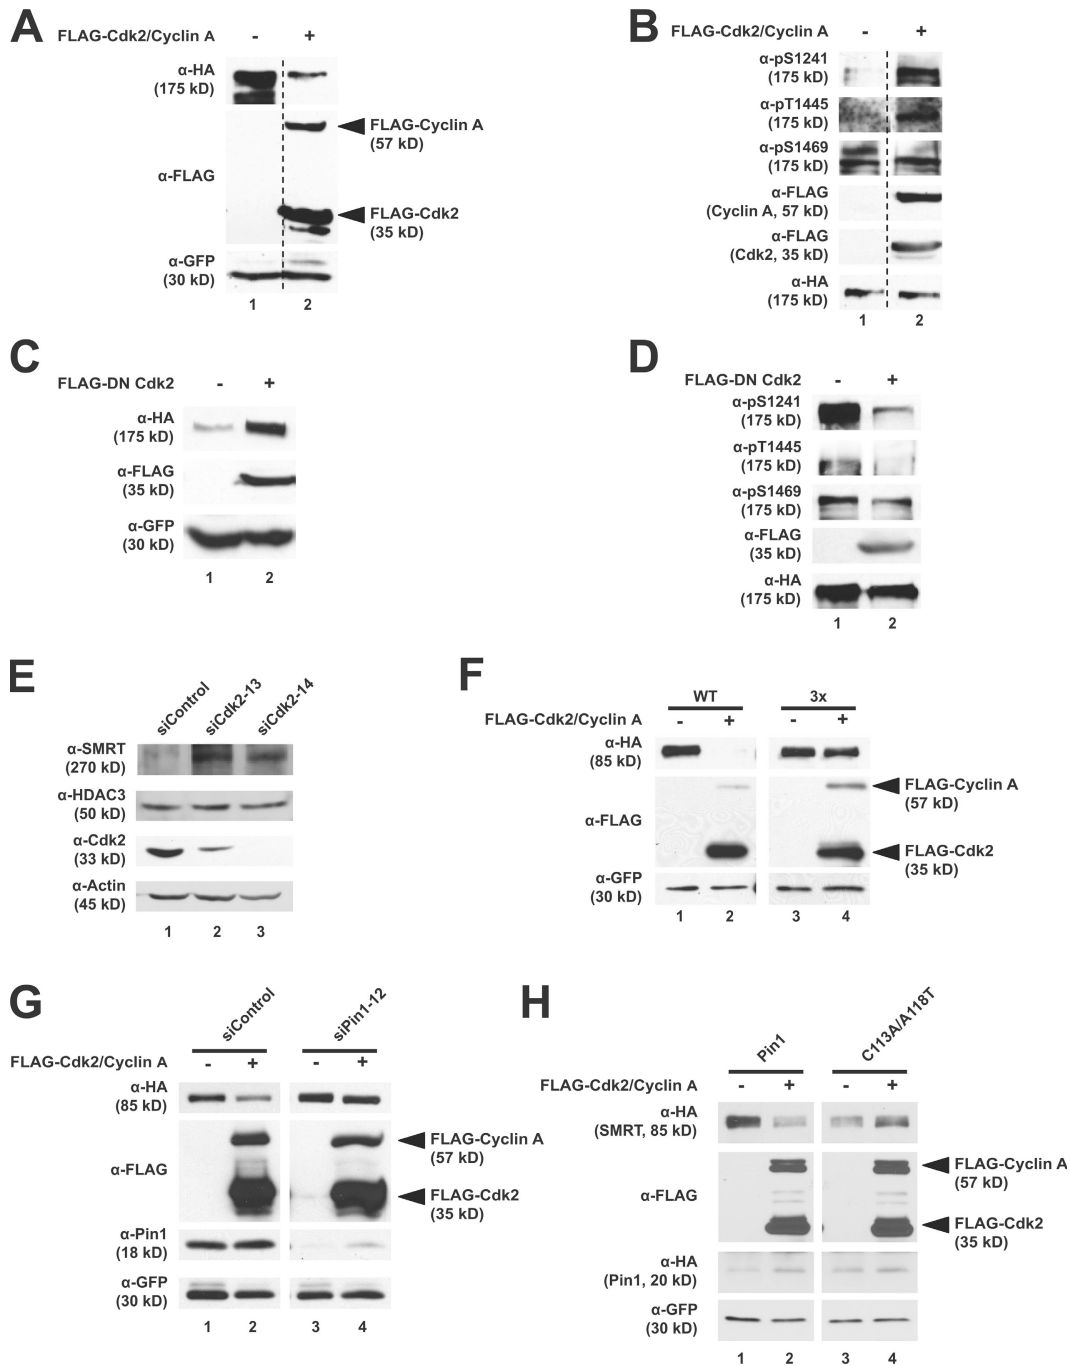 A
FLAG-Cdk2/Cyclin A - +
α-HA
(175 kD)
FLAG-Cyclin A
(57 kD)
α-FLAG
FLAG-Cdk2
(35 kD)
α-GFP
(30 kD)
1 2
B
FLAG-Cdk2/Cyclin A - +
α-pS1241
(175 kD)
α-pT1445
(175 kD)
α-pS1469
(175 kD)
α-FLAG
(Cyclin A, 57 kD)
α-FLAG
(Cdk2, 35 kD)
α-HA
(175 kD)
1 2
C
FLAG-DN Cdk2 - +
α-HA
(175 kD)
α-FLAG
(35 kD)
α-GFP
(30 kD)
1 2
D
FLAG-DN Cdk2 - +
α-pS1241
(175 kD)
α-pT1445
(175 kD)
α-pS1469
(175 kD)
α-FLAG
(35 kD)
α-HA
(175 kD)
1 2
E
siControl siCdk2-13 siCdk2-14
α-SMRT
(270 kD)
α-HDAC3
(50 kD)
α-Cdk2
(33 kD)
α-Actin
(45 kD)
1 2 3
F
WT 3x
FLAG-Cdk2/Cyclin A - + - +
α-HA
(85 kD)
FLAG-Cyclin A
(57 kD)
α-FLAG
FLAG-Cdk2
(35 kD)
α-GFP
(30 kD)
1 2 3 4
G
siControl siPin1-12
FLAG-Cdk2/Cyclin A - + - +
α-HA
(85 kD)
FLAG-Cyclin A
(57 kD)
α-FLAG
FLAG-Cdk2
(35 kD)
α-Pin1
(18 kD)
α-GFP
(30 kD)
1 2 3 4
H
Pin1 C113A/A118T
FLAG-Cdk2/Cyclin A - + - +
α-HA
(SMRT, 85 kD)
FLAG-Cyclin A
(57 kD)
α-FLAG
FLAG-Cdk2
(35 kD)
α-HA
(Pin1, 20 kD)
α-GFP
(30 kD)
1 2 3 4